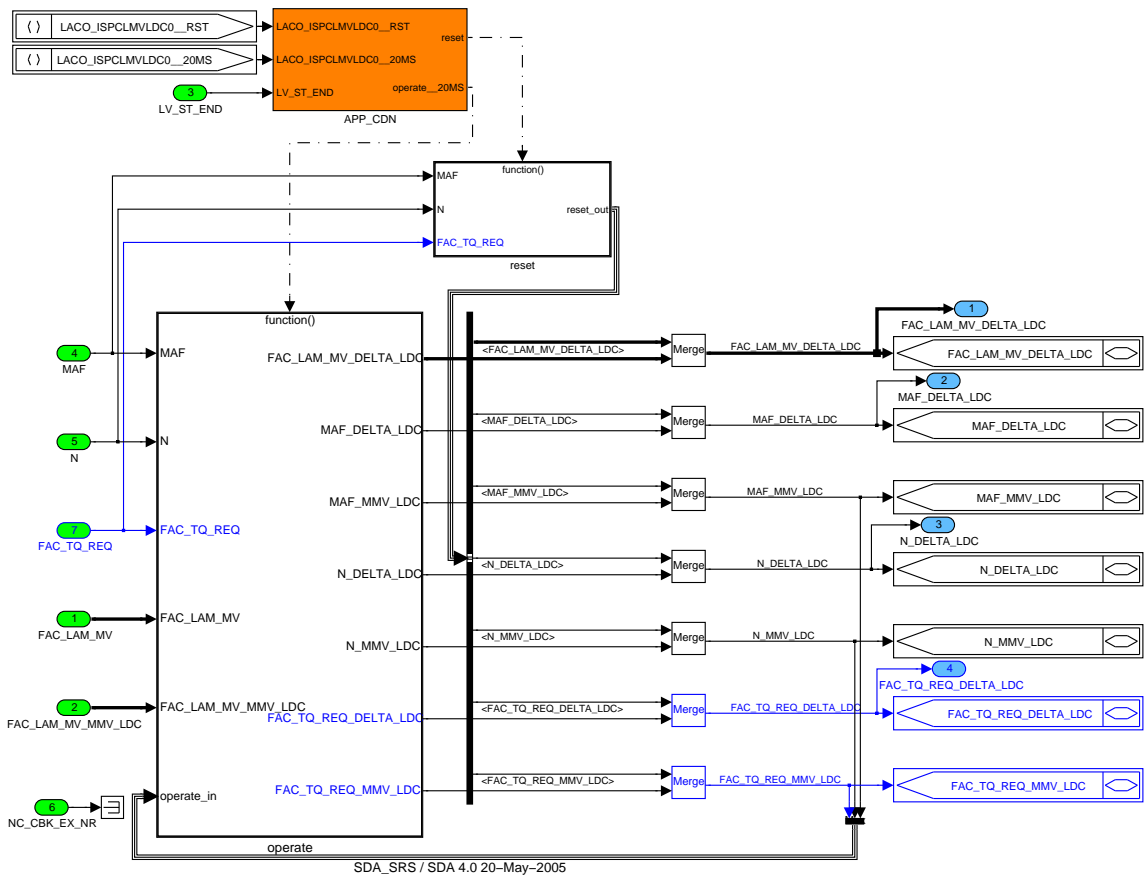 LACO_ISPCLMVLDC0__RST
LACO_ISPCLMVLDC0__20MS
3
LV_ST_END
LACO_ISPCLMVLDC0__RST
LACO_ISPCLMVLDC0__20MS
LV_ST_END
reset
operate__20MS
APP_CDN
function()
MAF
N
FAC_TQ_REQ
reset_out
reset
4
MAF
5
N
7
FAC_TQ_REQ
1
FAC_LAM_MV
2
FAC_LAM_MV_MMV_LDC
6
NC_CBK_EX_NR
function()
MAF
N
FAC_TQ_REQ
FAC_LAM_MV
FAC_LAM_MV_MMV_LDC
operate_in
FAC_LAM_MV_DELTA_LDC
MAF_DELTA_LDC
MAF_MMV_LDC
N_DELTA_LDC
N_MMV_LDC
FAC_TQ_REQ_DELTA_LDC
FAC_TQ_REQ_MMV_LDC
operate
<FAC_LAM_MV_DELTA_LDC>
Merge
FAC_LAM_MV_DELTA_LDC
1
FAC_LAM_MV_DELTA_LDC
FAC_LAM_MV_DELTA_LDC
<MAF_DELTA_LDC>
Merge
MAF_DELTA_LDC
2
MAF_DELTA_LDC
MAF_DELTA_LDC
<MAF_MMV_LDC>
Merge
MAF_MMV_LDC
MAF_MMV_LDC
<N_DELTA_LDC>
Merge
N_DELTA_LDC
3
N_DELTA_LDC
N_DELTA_LDC
<N_MMV_LDC>
Merge
N_MMV_LDC
N_MMV_LDC
<FAC_TQ_REQ_DELTA_LDC>
Merge
FAC_TQ_REQ_DELTA_LDC
4
FAC_TQ_REQ_DELTA_LDC
FAC_TQ_REQ_DELTA_LDC
<FAC_TQ_REQ_MMV_LDC>
Merge
FAC_TQ_REQ_MMV_LDC
FAC_TQ_REQ_MMV_LDC
SDA_SRS / SDA 4.0 20–May–2005